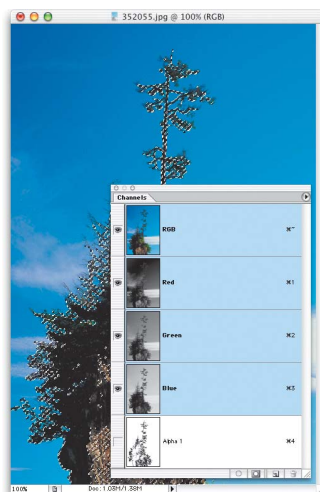 352055.jpg @ 100% (RGB)
Channels
RGB ⌘~
Red ⌘1
Green ⌘2
Blue ⌘3
Alpha 1 ⌘4
100% Doc: 1.03M/1.38M